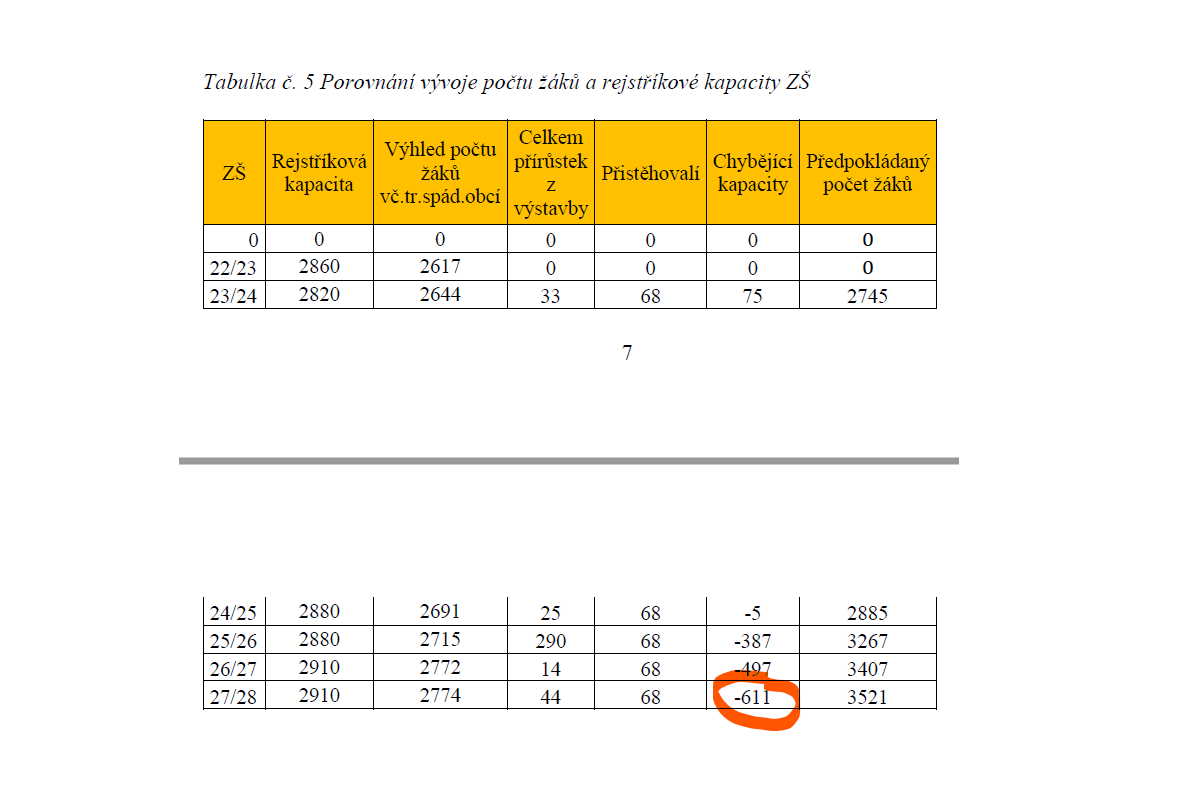 Tabulka č. 5 Porovnání vývoje počtu žáků a rejstříkové kapacity ZŠ
ZŠ Rejstříková kapacita Výhled počtu žáků vč.tr.spád.obcí Celkem přírůstek z výstavby Přistěhovalí Chybějící kapacity Předpokládaný počet žáků
0 0 0 0 0 0 0
22/23 2860 2617 0 0 0 0
23/24 2820 2644 33 68 75 2745
7
24/25 2880 2691 25 68 -5 2885
25/26 2880 2715 290 68 -387 3267
26/27 2910 2772 14 68 -497 3407
27/28 2910 2774 44 68 -611 3521